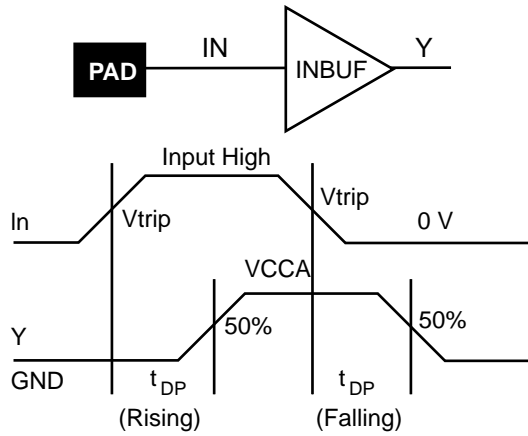 IN
Y
PAD
INBUF
Input High
In
Vtrip
Vtrip
0 V
VCCA
Y
50%
50%
GND
tDP
tDP
(Rising)
(Falling)